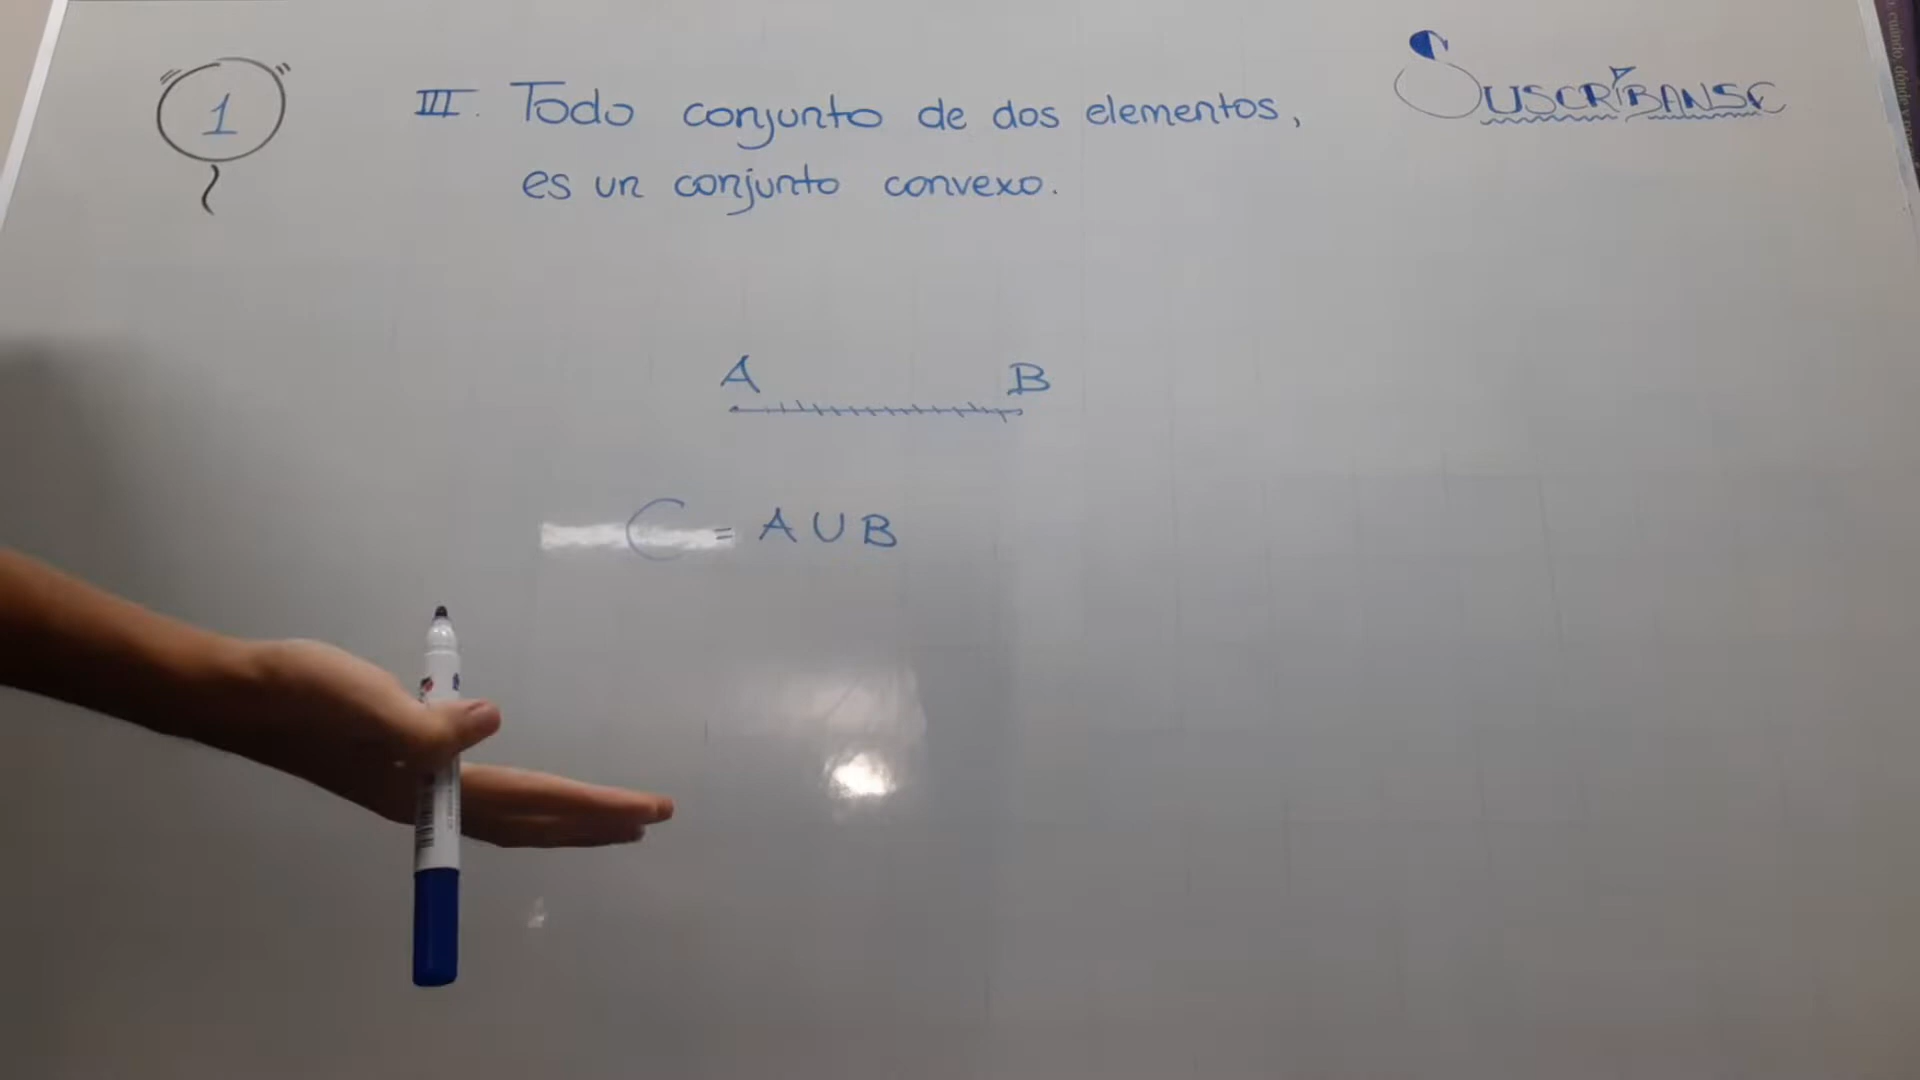 1
III. Todo conjunto de dos elementos,
es un conjunto convexo.
SUSCRÍBANSE
A B
C = A U B